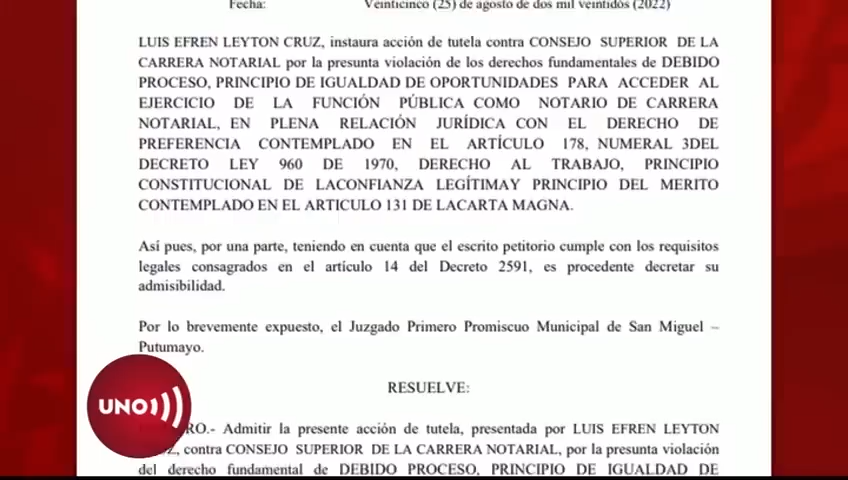 Fecha: Veinticinco (25) de agosto de dos mil veintidós (2022)
LUIS EFREN LEYTON CRUZ, instaura acción de tutela contra CONSEJO SUPERIOR DE LA
CARRERA NOTARIAL por la presunta violación de los derechos fundamentales de DEBIDO
PROCESO, PRINCIPIO DE IGUALDAD DE OPORTUNIDADES PARA ACCEDER AL
EJERCICIO DE LA FUNCIÓN PÚBLICA COMO NOTARIO DE CARRERA
NOTARIAL, EN PLENA RELACIÓN JURÍDICA CON EL DERECHO DE
PREFERENCIA CONTEMPLADO EN EL ARTÍCULO 178, NUMERAL 3DEL
DECRETO LEY 960 DE 1970, DERECHO AL TRABAJO, PRINCIPIO
CONSTITUCIONAL DE LACONFIANZA LEGÍTIMAY PRINCIPIO DEL MERITO
CONTEMPLADO EN EL ARTICULO 131 DE LACARTA MAGNA.
Así pues, por una parte, teniendo en cuenta que el escrito petitorio cumple con los requisitos
legales consagrados en el artículo 14 del Decreto 2591, es procedente decretar su
admisibilidad.
Por lo brevemente expuesto, el Juzgado Primero Promiscuo Municipal de San Miguel –
Putumayo.
RESUELVE:
RO.- Admitir la presente acción de tutela, presentada por LUIS EFREN LEYTON
Z, contra CONSEJO SUPERIOR DE LA CARRERA NOTARIAL, por la presunta violación
del derecho fundamental de DEBIDO PROCESO, PRINCIPIO DE IGUALDAD DE
UNO